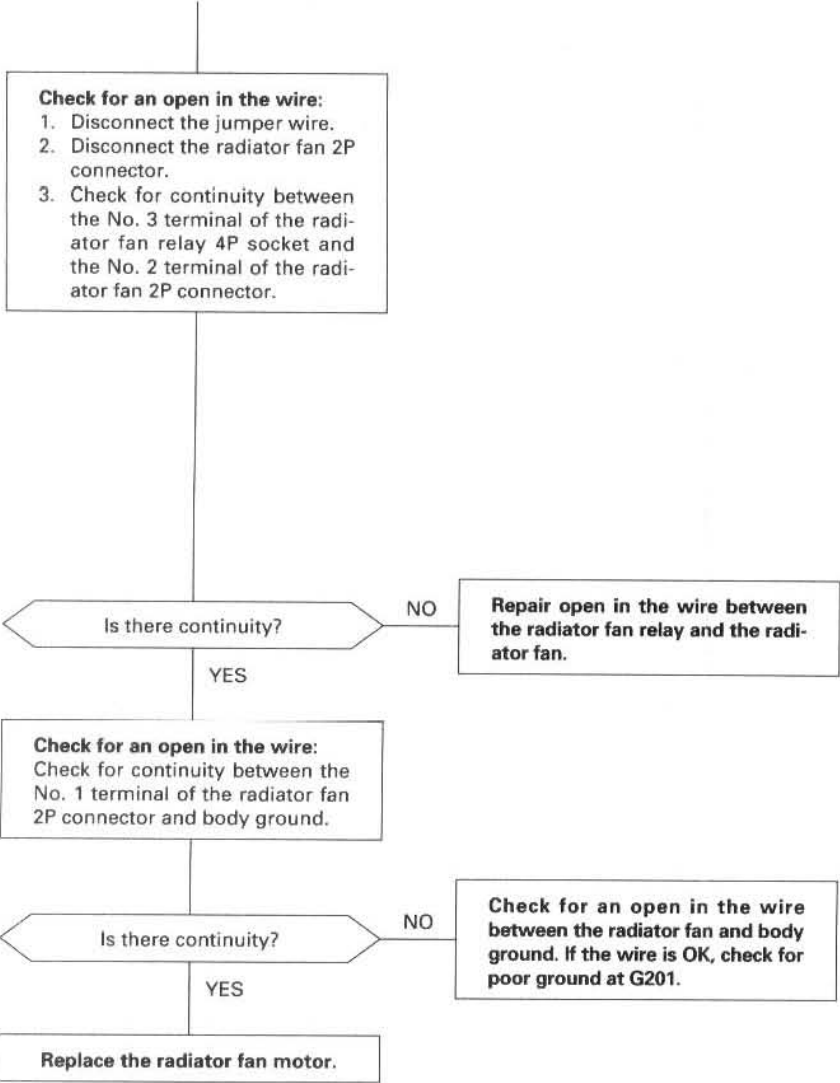 Check for an open in the wire:
1. Disconnect the jumper wire.
2. Disconnect the radiator fan 2P
connector.
3. Check for continuity between
the No. 3 terminal of the radi-
ator fan relay 4P socket and
the No. 2 terminal of the radi-
ator fan 2P connector.
Is there continuity?
NO
Repair open in the wire between
the radiator fan relay and the radi-
ator fan.
YES
Check for an open in the wire:
Check for continuity between the
No. 1 terminal of the radiator fan
2P connector and body ground.
Is there continuity?
NO
Check for an open in the wire
between the radiator fan and body
ground. If the wire is OK, check for
poor ground at G201.
YES
Replace the radiator fan motor.